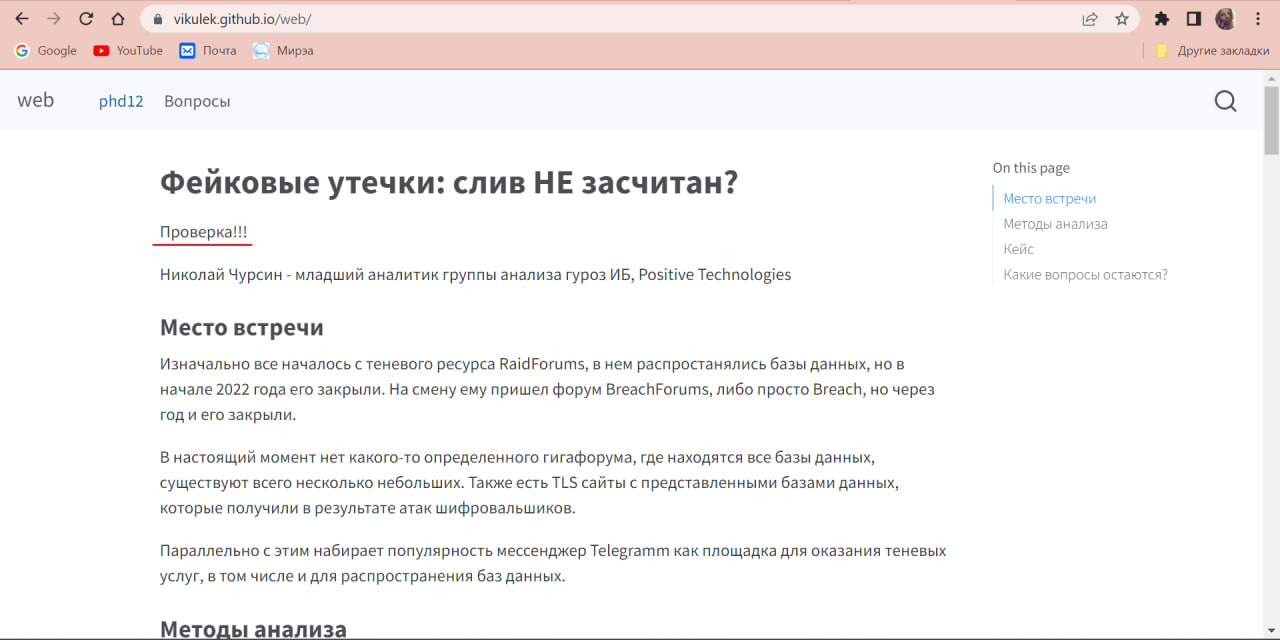 vikulek.github.io/web/
Google YouTube Почта Мирэа Другие закладки
web phd12 Вопросы
Фейковые утечки: слив НЕ засчитан?
Проверка!!!
Николай Чурсин - младший аналитик группы анализа гуроз ИБ, Positive Technologies
Место встречи
Изначально все началось с теневого ресурса RaidForums, в нем распростанялись базы данных, но в
начале 2022 года его закрыли. На смену ему пришел форум BreachForums, либо просто Breach, но через
год и его закрыли.
В настоящий момент нет какого-то определенного гигафорума, где находятся все базы данных,
существуют всего несколько небольших. Также есть TLS сайты с представленными базами данных,
которые получили в результате атак шифровальшиков.
Параллельно с этим набирает популярность мессенджер Telegramm как площадка для оказания теневых
услуг, в том числе и для распространения баз данных.
Методы анализа
On this page
Место встречи
Методы анализа
Кейс
Какие вопросы остаются?